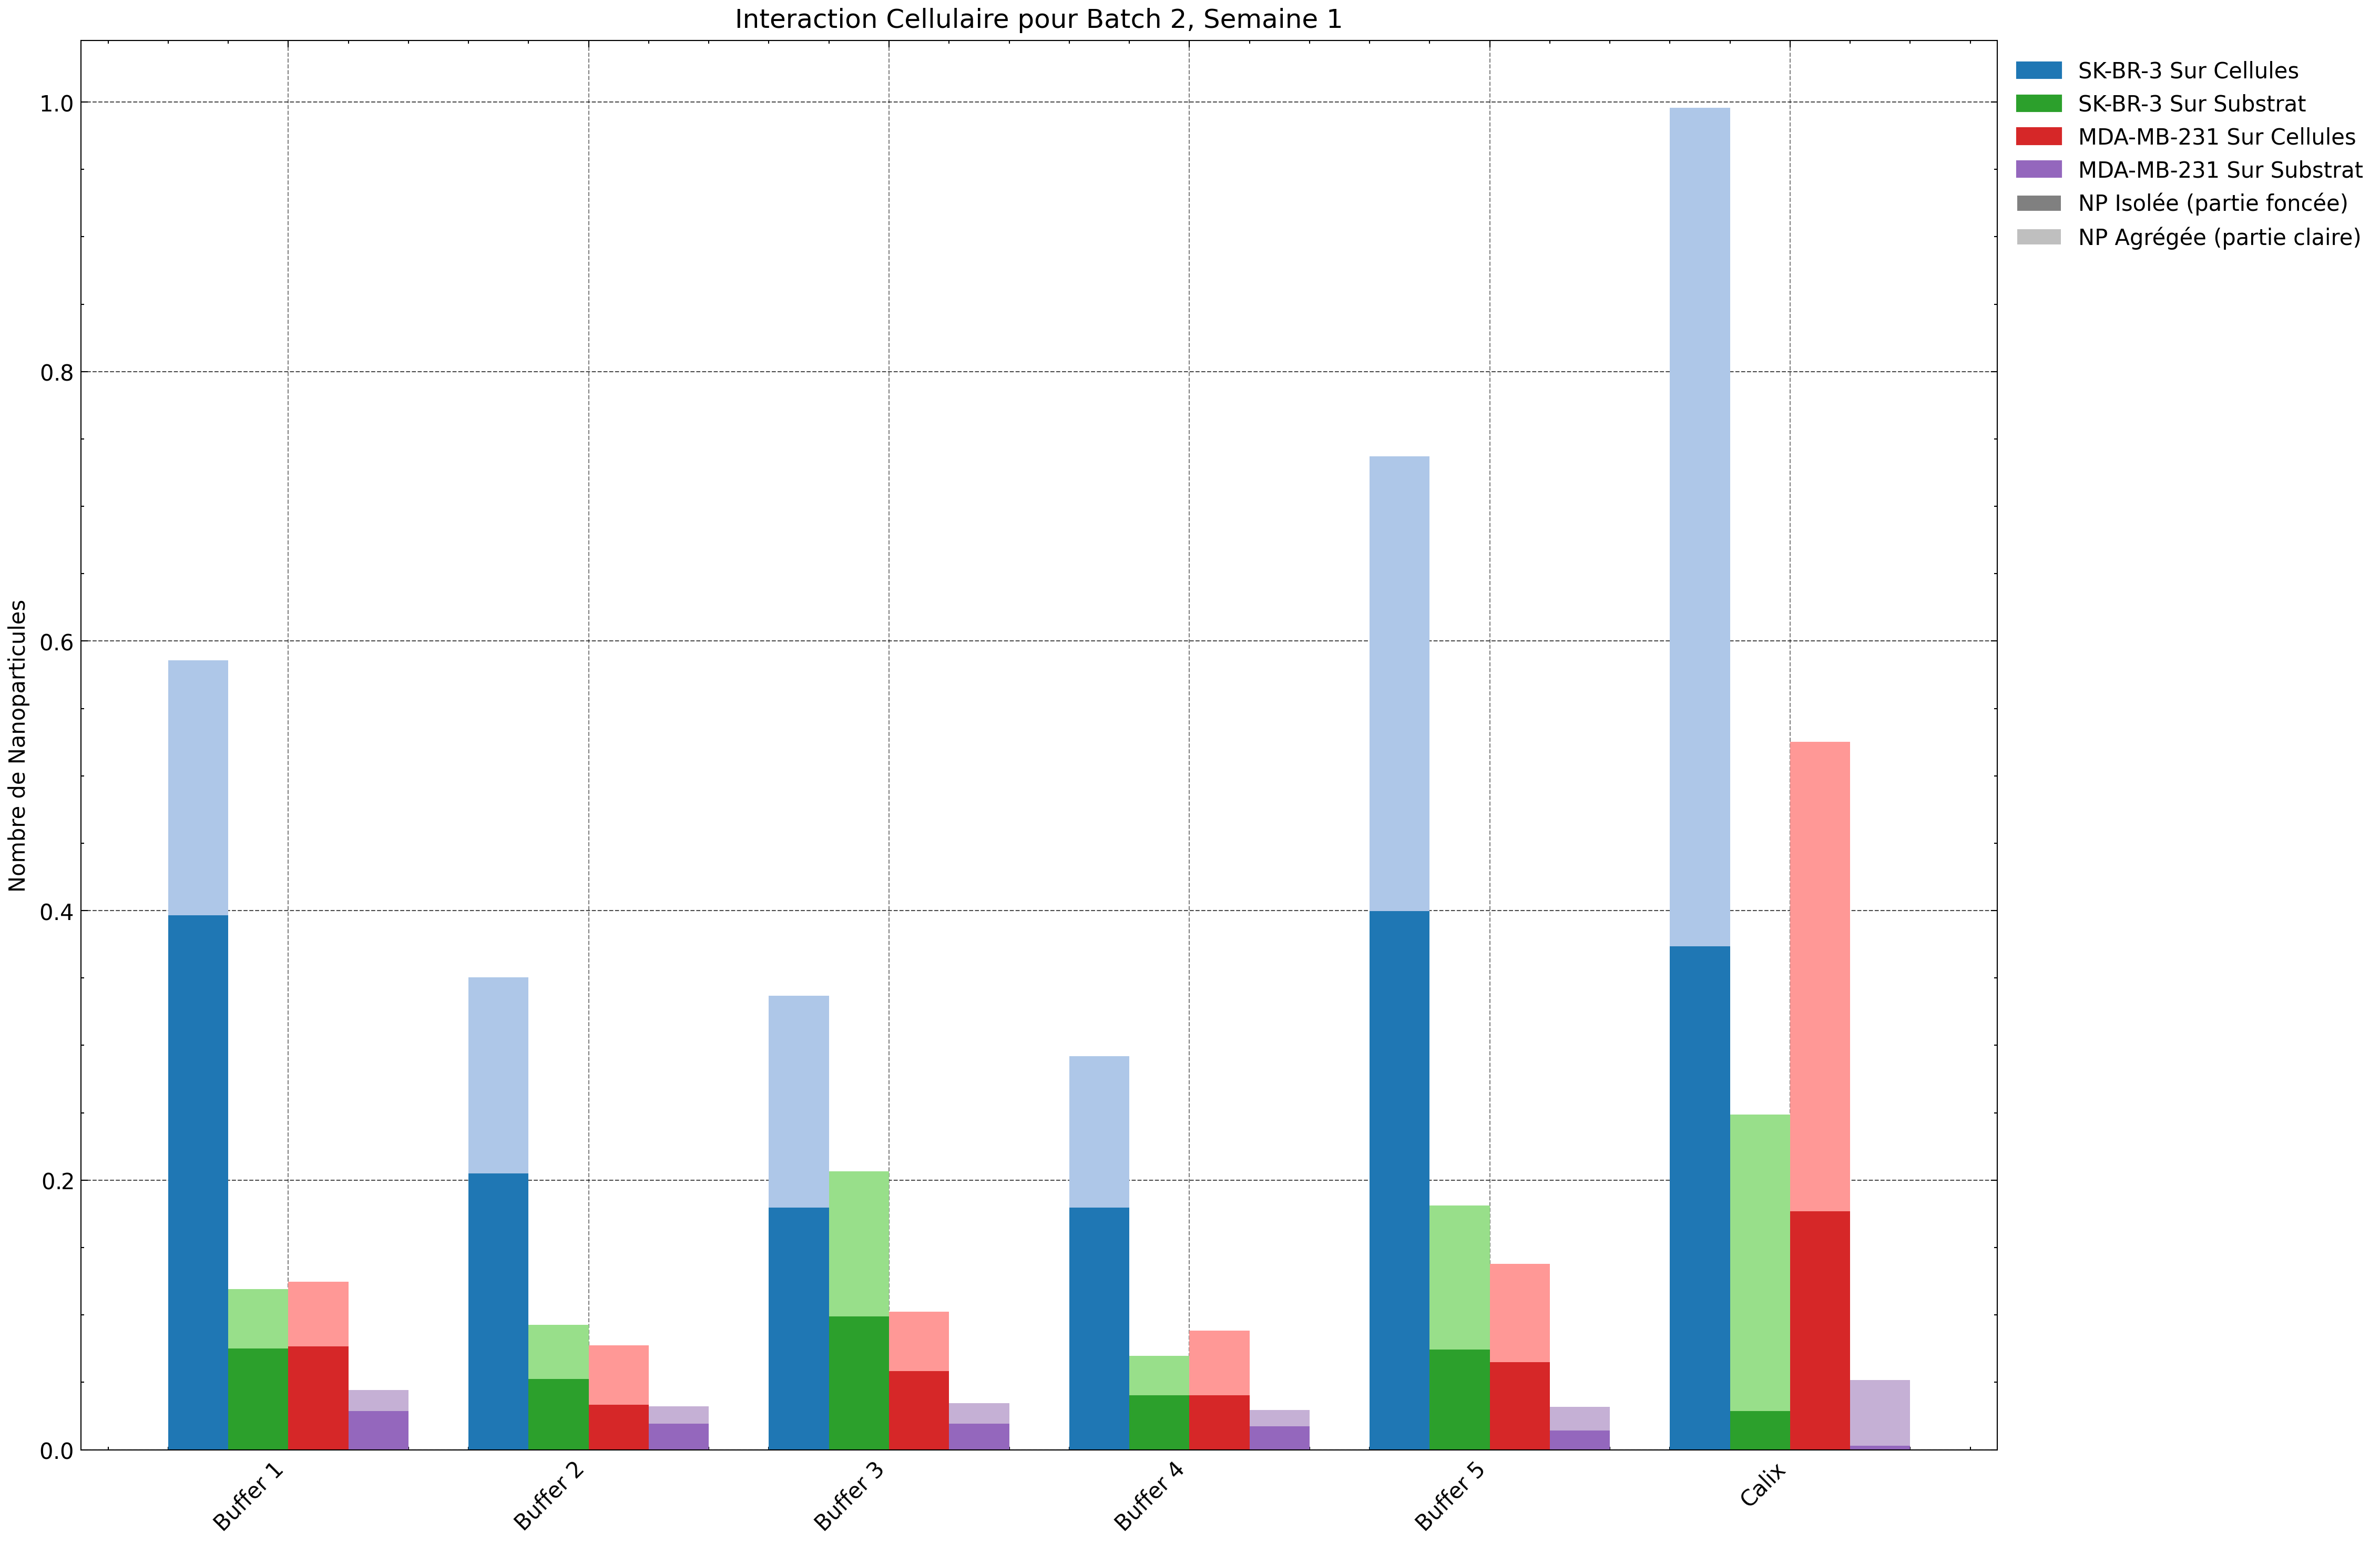 Interaction Cellulaire pour Batch 2, Semaine 1
SK-BR-3 Sur Cellules
SK-BR-3 Sur Substrat
MDA-MB-231 Sur Cellules
MDA-MB-231 Sur Substrat
NP Isolée (partie foncée)
NP Agrégée (partie claire)
Nombre de Nanoparticules
1.0
0.8
0.6
0.4
0.2
0.0
Buffer 1
Buffer 2
Buffer 3
Buffer 4
Buffer 5
Calix